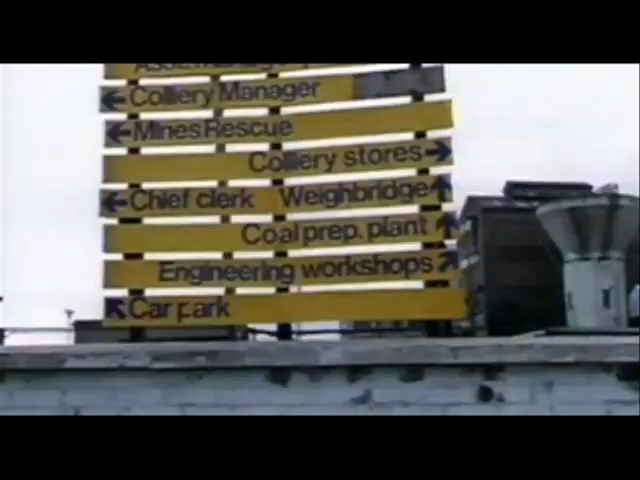 ← Colliery Manager
← Mines Rescue
Colliery stores →
← Chief clerk Weighbridge ↑
Coal prep. plant ↑
Engineering workshops ↗
↖ Car park